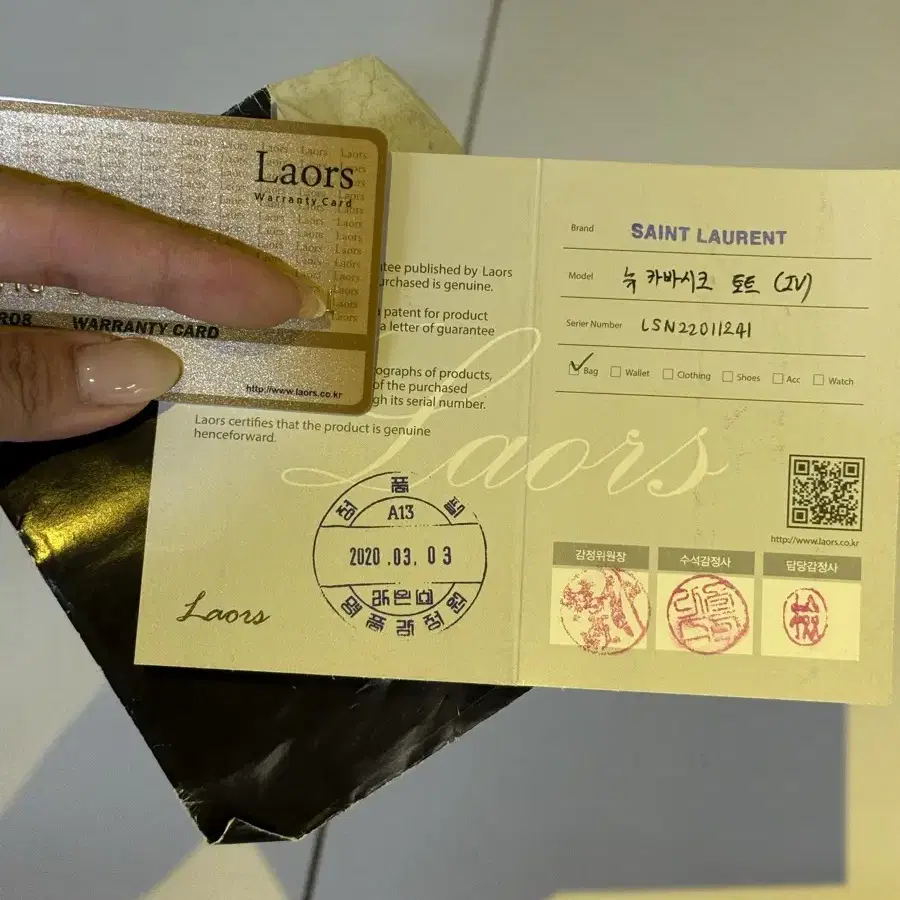 Laors
Warranty Card
WARRANTY CARD
http://www.laors.co.kr
tee published by Laors
urchased is genuine.
patent for product
a letter of guarantee
ographs of products,
of the purchased
gh its serial number.
Laors certifies that the product is genuine
henceforward.
Laors
정품필
A13
2020.03.03
라올스
명품감정원
Laors
Brand SAINT LAURENT
Model 뉵 카바시크 토트 (IV)
Serier Number LSN22011241
✓ Bag Wallet Clothing Shoes Acc Watch
http://www.laors.co.kr
감정위원장 수석감정사 담당감정사